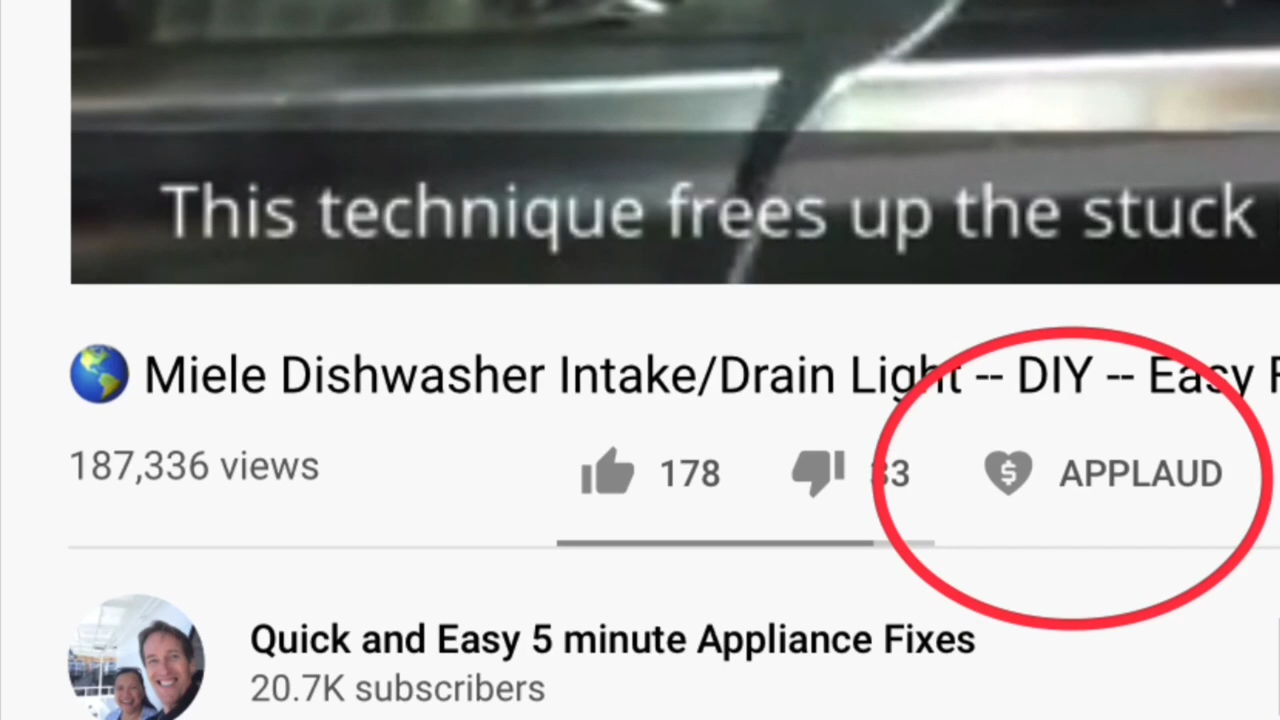 This technique frees up the stuck
Miele Dishwasher Intake/Drain Light -- DIY -- Easy
187,336 views 178 33 $ APPLAUD
Quick and Easy 5 minute Appliance Fixes
20.7K subscribers